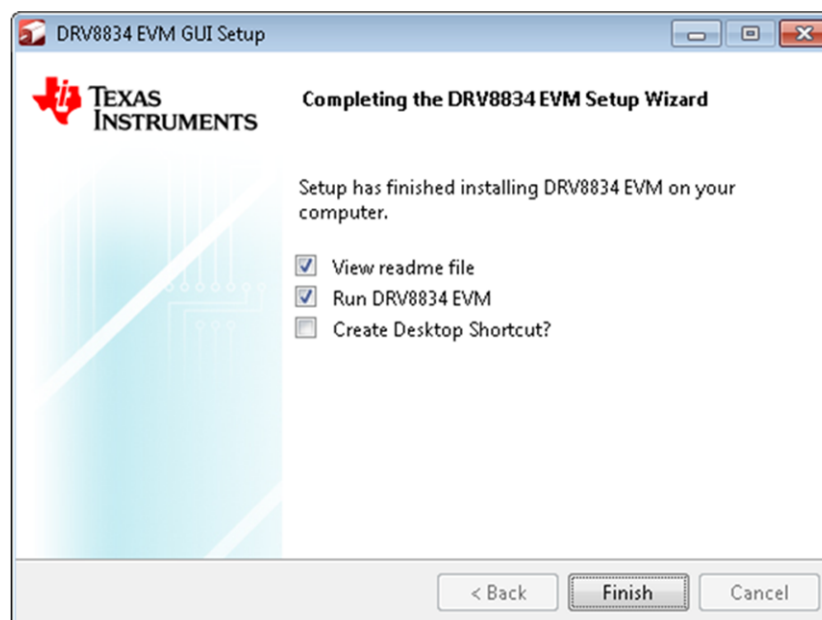 DRV8834 EVM GUI Setup
TEXAS
INSTRUMENTS
Completing the DRV8834 EVM Setup Wizard
Setup has finished installing DRV8834 EVM on your
computer.
View readme file
Run DRV8834 EVM
Create Desktop Shortcut?
< Back
Finish
Cancel